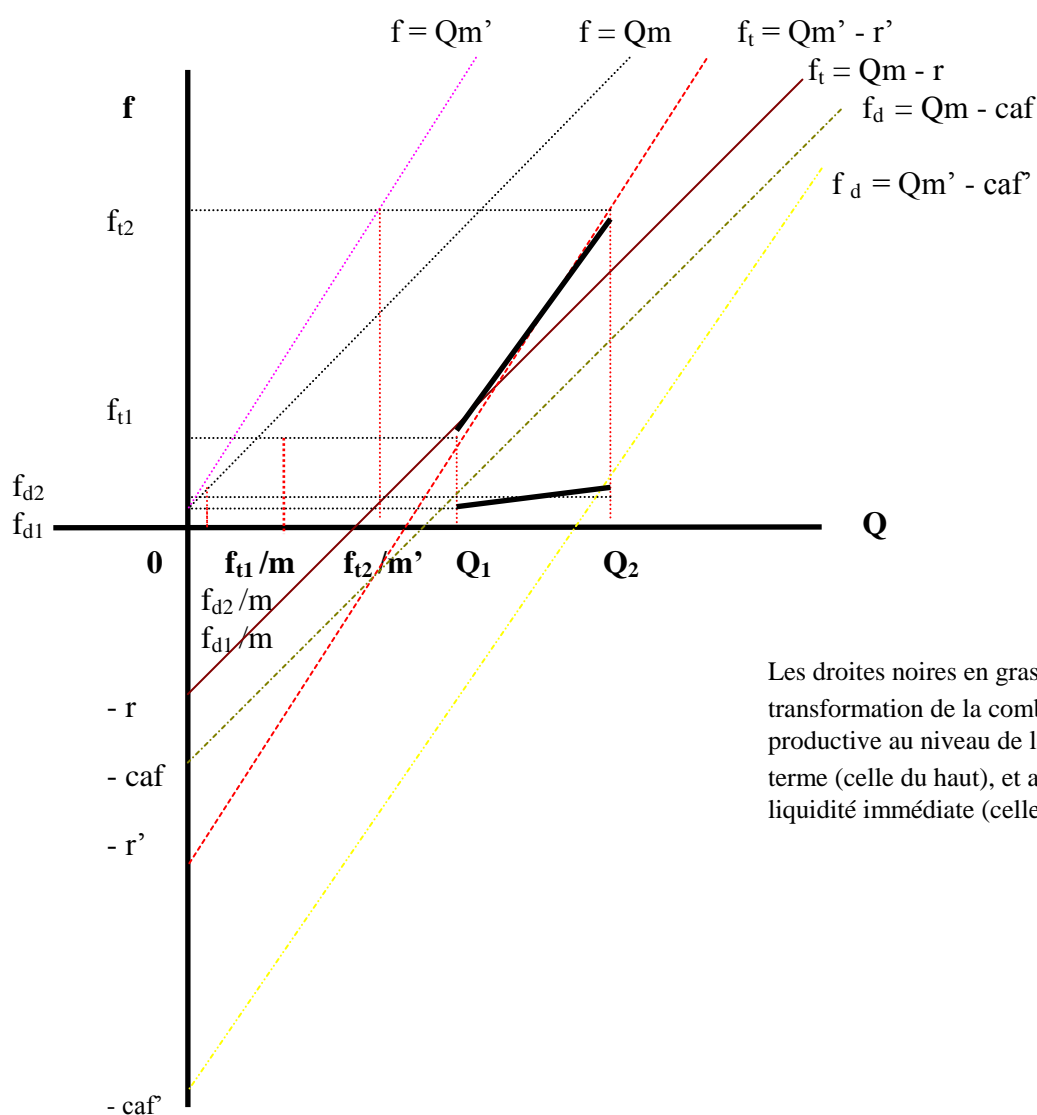 f = Qm’ f = Qm f_t = Qm’ - r’
f_t = Qm - r
f
f_d = Qm - caf
f_d = Qm’ - caf’
f_t2
f_t1
f_d2
f_d1
Q
0 f_t1 /m f_t2 /m’ Q_1 Q_2
f_d2 /m
f_d1 /m
Les droites noires en gras
- r
transformation de la comb
productive au niveau de l
- caf
terme (celle du haut), et a
liquidité immédiate (celle
- r’
- caf’